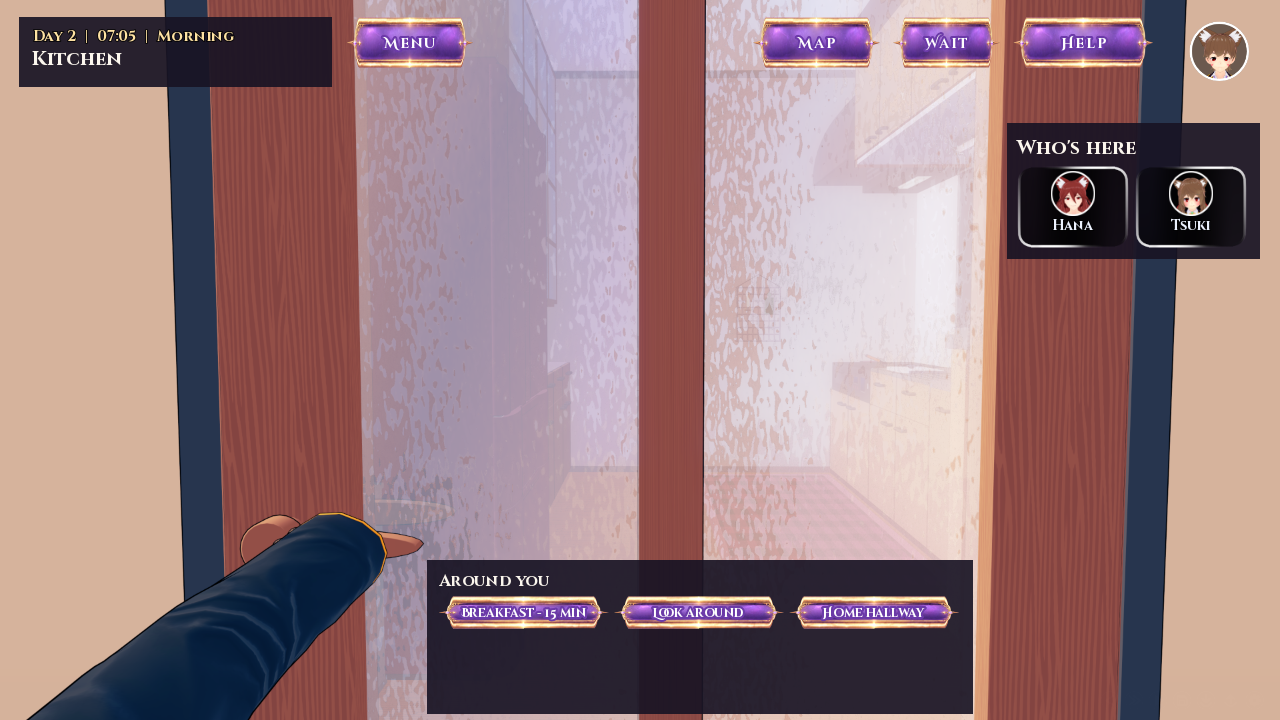 Day 2 | 07:05 | Morning
Kitchen
Menu
Map
Wait
Help
Who's here
Hana
Tsuki
Around you
Breakfast - 15 min
Look around
Home hallway